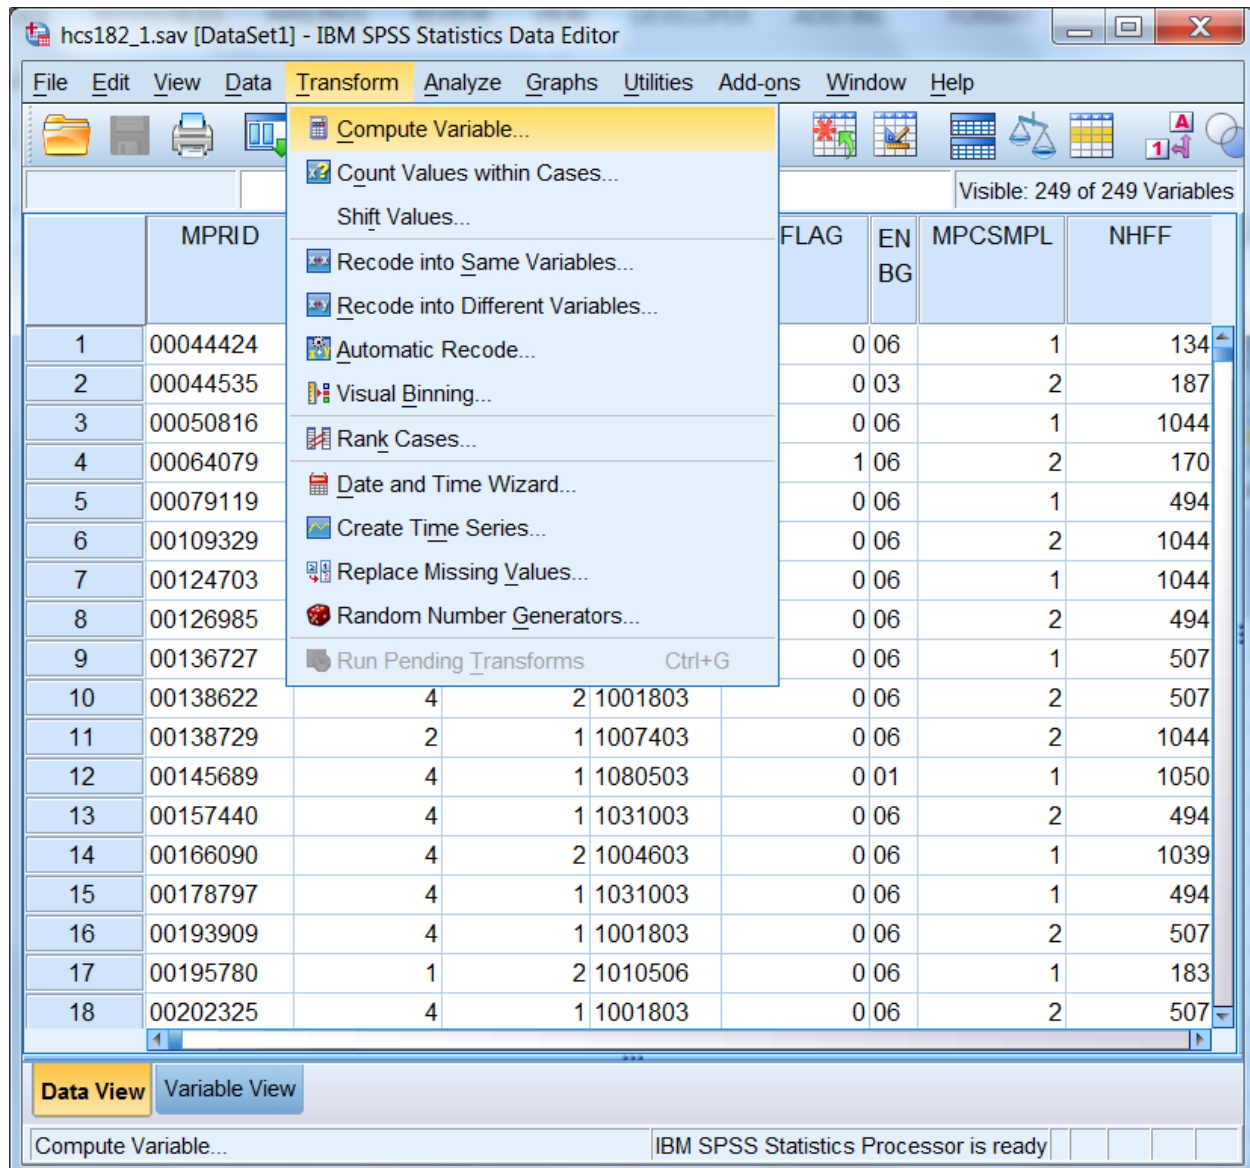 hcs182_1.sav [DataSet1] - IBM SPSS Statistics Data Editor
File Edit View Data Transform Analyze Graphs Utilities Add-ons Window Help
Compute Variable...
Count Values within Cases...
Shift Values...
Recode into Same Variables...
Recode into Different Variables...
Automatic Recode...
Visual Binning...
Rank Cases...
Date and Time Wizard...
Create Time Series...
Replace Missing Values...
Random Number Generators...
Run Pending Transforms Ctrl+G
Visible: 249 of 249 Variables
MPRID FLAG EN MPCSMPL NHFF
BG
1 00044424 0 06 1 134
2 00044535 0 03 2 187
3 00050816 0 06 1 1044
4 00064079 1 06 2 170
5 00079119 0 06 1 494
6 00109329 0 06 2 1044
7 00124703 0 06 1 1044
8 00126985 0 06 2 494
9 00136727 0 06 1 507
10 00138622 4 2 1001803 0 06 2 507
11 00138729 2 1 1007403 0 06 2 1044
12 00145689 4 1 1080503 0 01 1 1050
13 00157440 4 1 1031003 0 06 2 494
14 00166090 4 2 1004603 0 06 1 1039
15 00178797 4 1 1031003 0 06 1 494
16 00193909 4 1 1001803 0 06 2 507
17 00195780 1 2 1010506 0 06 1 183
18 00202325 4 1 1001803 0 06 2 507
Data View Variable View
Compute Variable... IBM SPSS Statistics Processor is ready